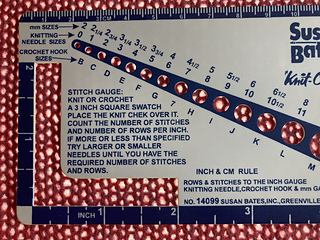 Susan
Bates
Knit-C
mm SIZES 2 2¼ 2¾ 3¼ 3½ 3¾ 4 4½ 5 5½ 6 6½ 8
KNITTING NEEDLE SIZES 0 1 2 3 4 5 6 7 8 9 10 10½ 11
CROCHET HOOK SIZES B C D E F G H I J K L M
STITCH GAUGE:
KNIT OR CROCHET
A 3 INCH SQUARE SWATCH
PLACE THE KNIT CHEK OVER IT.
COUNT THE NUMBER OF STITCHES
AND NUMBER OF ROWS PER INCH.
IF MORE OR LESS THAN SPECIFIED
TRY LARGER OR SMALLER
NEEDLES UNTIL YOU HAVE THE
REQUIRED NUMBER OF STITCHES
AND ROWS.
INCH & CM RULE
ROWS & STITCHES TO THE INCH GAUGE
KNITTING NEEDLE,CROCHET HOOK & mm GA
NO. 14099 SUSAN BATES,INC.,GREENVILLE
INCH 1 2 3
2
1